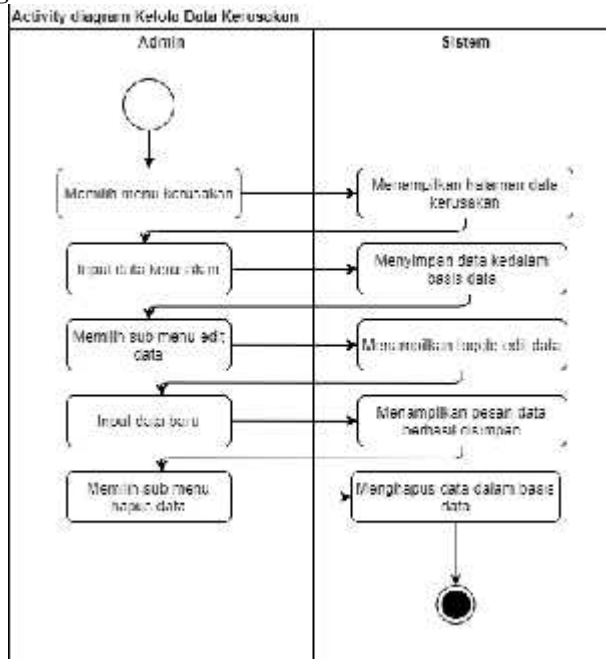 Activity diagram Kelola Data Kerusakan
Admin
Sistem
Memilih menu kerusakan
Menampilkan halaman data
kerusakan
Input data kerusakan
Menyimpan data kedalam
basis data
Memilih sub menu edit
data
Menampilkan edit data
Input data baru
Menampilkan pesan data
berhasil disimpan
Memilih sub menu
hapus data
Menghapus data dalam basis
data